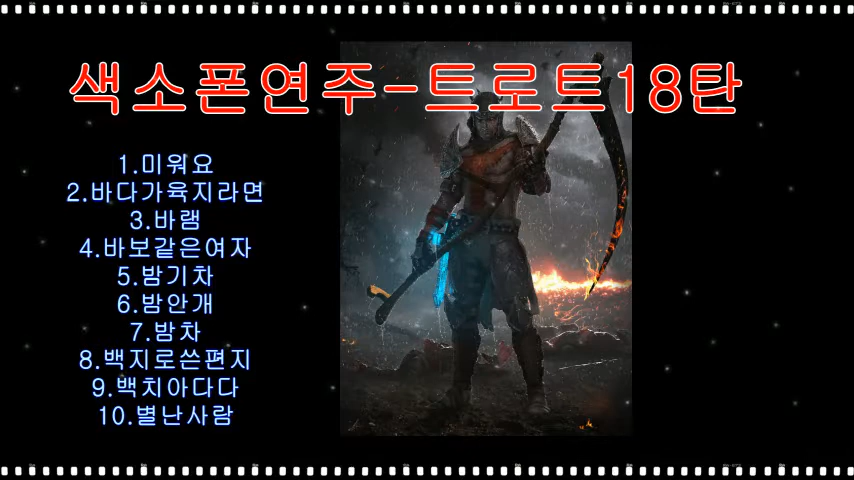 색소폰연주-트로트18탄
1.미워요
2.바다가육지라면
3.바램
4.바보같은여자
5.밤기차
6.밤안개
7.밤차
8.백지로쓴편지
9.백치아다다
10.별난사람